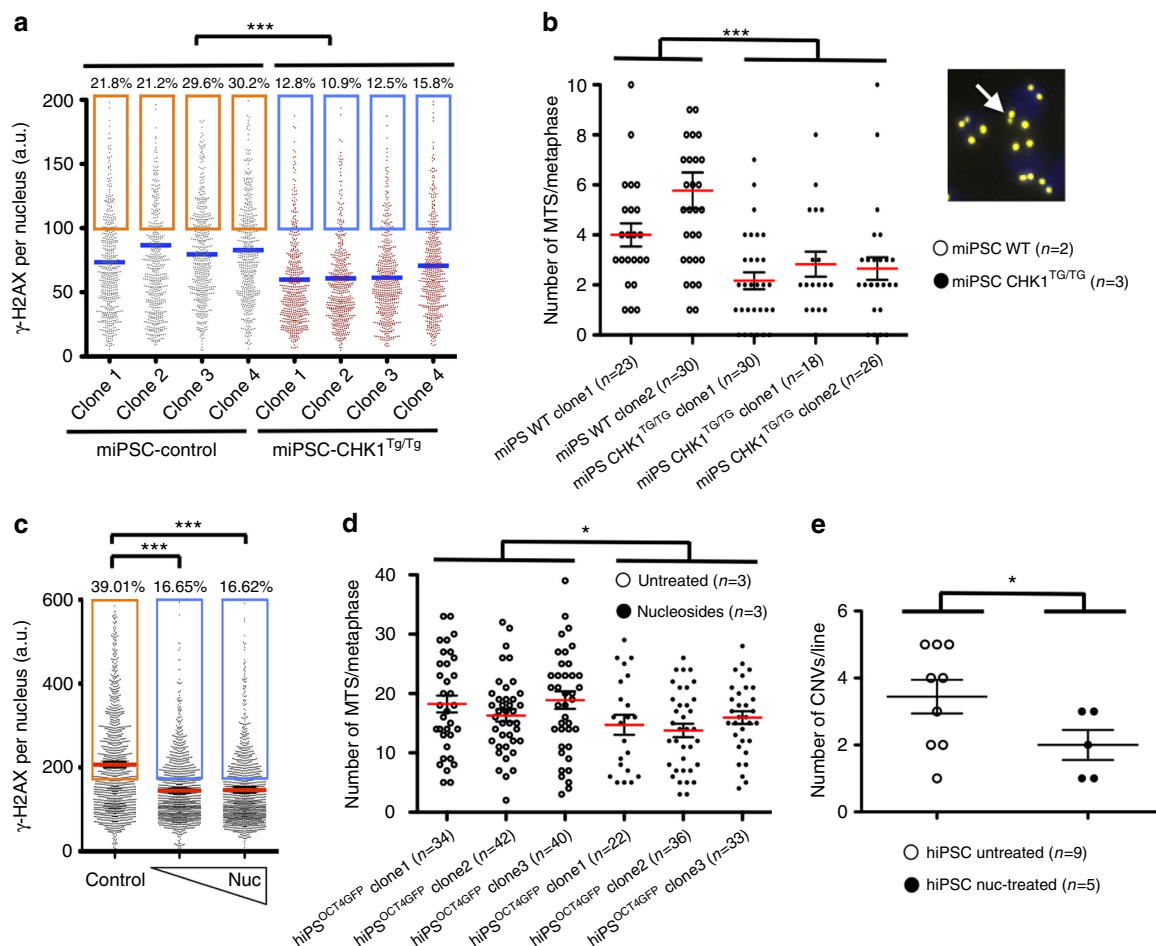 a
***
21.8% 21.2% 29.6% 30.2% 12.8% 10.9% 12.5% 15.8%
200
150
100
50
0
γ-H2AX per nucleus (a.u.)
Clone 1 Clone 2 Clone 3 Clone 4 Clone 1 Clone 2 Clone 3 Clone 4
miPSC-control miPSC-CHK1Tg/Tg
b
***
10
8
6
4
2
0
Number of MTS/metaphase
miPS WT clone1 (n=23)
miPS WT clone2 (n=30)
miPS CHK1TG/TG clone1 (n=30)
miPS CHK1TG/TG clone1 (n=18)
miPS CHK1TG/TG clone2 (n=26)
miPSC WT (n=2)
miPSC CHK1TG/TG (n=3)
c
***
***
39.01% 16.65% 16.62%
600
400
200
0
γ-H2AX per nucleus (a.u.)
Control Nuc
d
*
Untreated (n=3)
Nucleosides (n=3)
40
30
20
10
0
Number of MTS/metaphase
hiPSOCT4GFP clone1 (n=34)
hiPSOCT4GFP clone2 (n=42)
hiPSOCT4GFP clone3 (n=40)
hiPSOCT4GFP clone1 (n=22)
hiPSOCT4GFP clone2 (n=36)
hiPSOCT4GFP clone3 (n=33)
e
*
6
4
2
0
Number of CNVs/line
hiPSC untreated (n=9)
hiPSC nuc-treated (n=5)